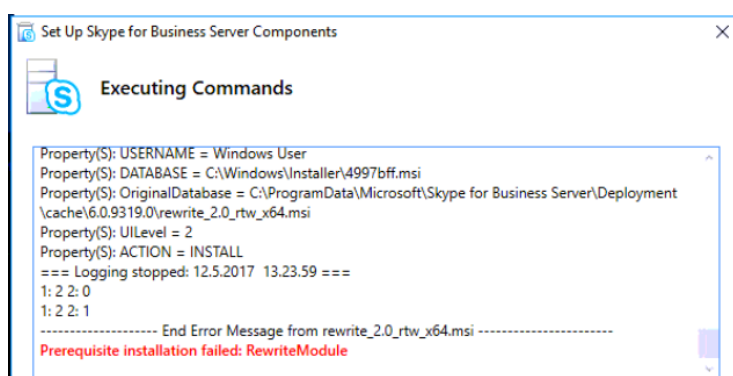 Set Up Skype for Business Server Components
Executing Commands
Property(S): USERNAME = Windows User
Property(S): DATABASE = C:\Windows\Installer\4997bff.msi
Property(S): OriginalDatabase = C:\ProgramData\Microsoft\Skype for Business Server\Deployment
\cache\6.0.9319.0\rewrite_2.0_rtw_x64.msi
Property(S): UILevel = 2
Property(S): ACTION = INSTALL
=== Logging stopped: 12.5.2017  13.23.59 ===
1: 2 2: 0
1: 2 2: 1
--------------------- End Error Message from rewrite_2.0_rtw_x64.msi ------------------------
Prerequisite installation failed: RewriteModule